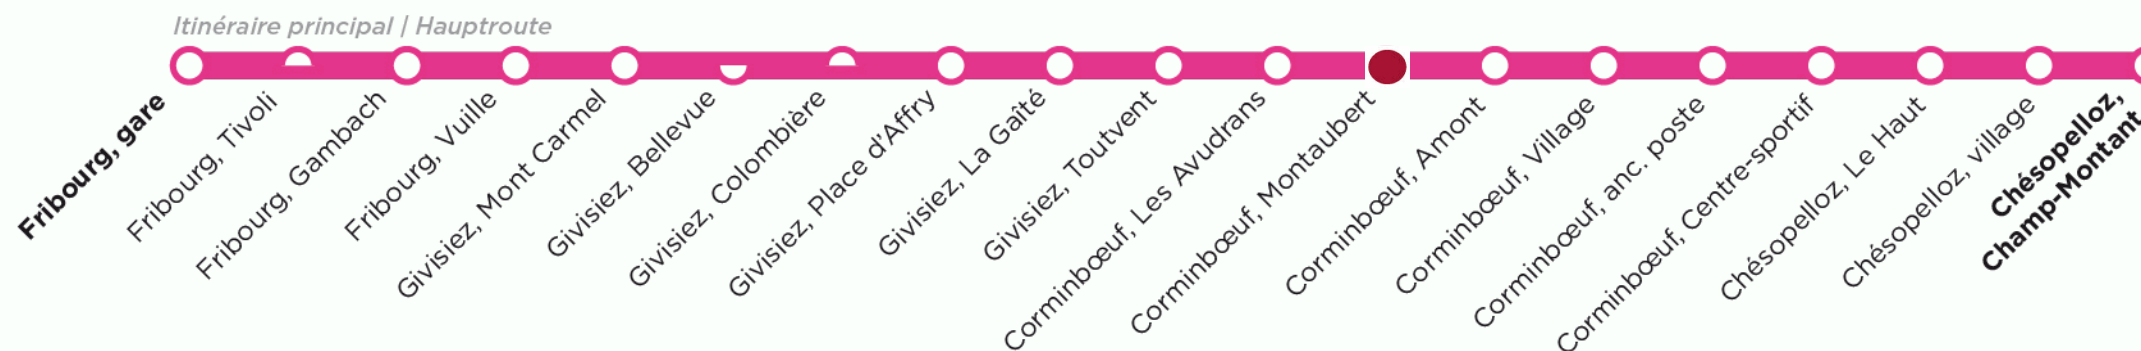 Itinéraire principal | Hauptroute
Fribourg, gare
Fribourg, Tivoli
Fribourg, Gambach
Fribourg, Vuille
Givisiez, Mont Carmel
Givisiez, Bellevue
Givisiez, Colombière
Givisiez, Place d'Affry
Givisiez, La Gaîté
Givisiez, Toutvent
Corminbœuf, Les Avudrans
Corminbœuf, Montaubert
Corminbœuf, Amont
Corminbœuf, Village
Corminbœuf, anc. poste
Corminbœuf, Centre-sportif
Chésopelloz, Le Haut
Chésopelloz, village
Chésopelloz,
Champ-Montant